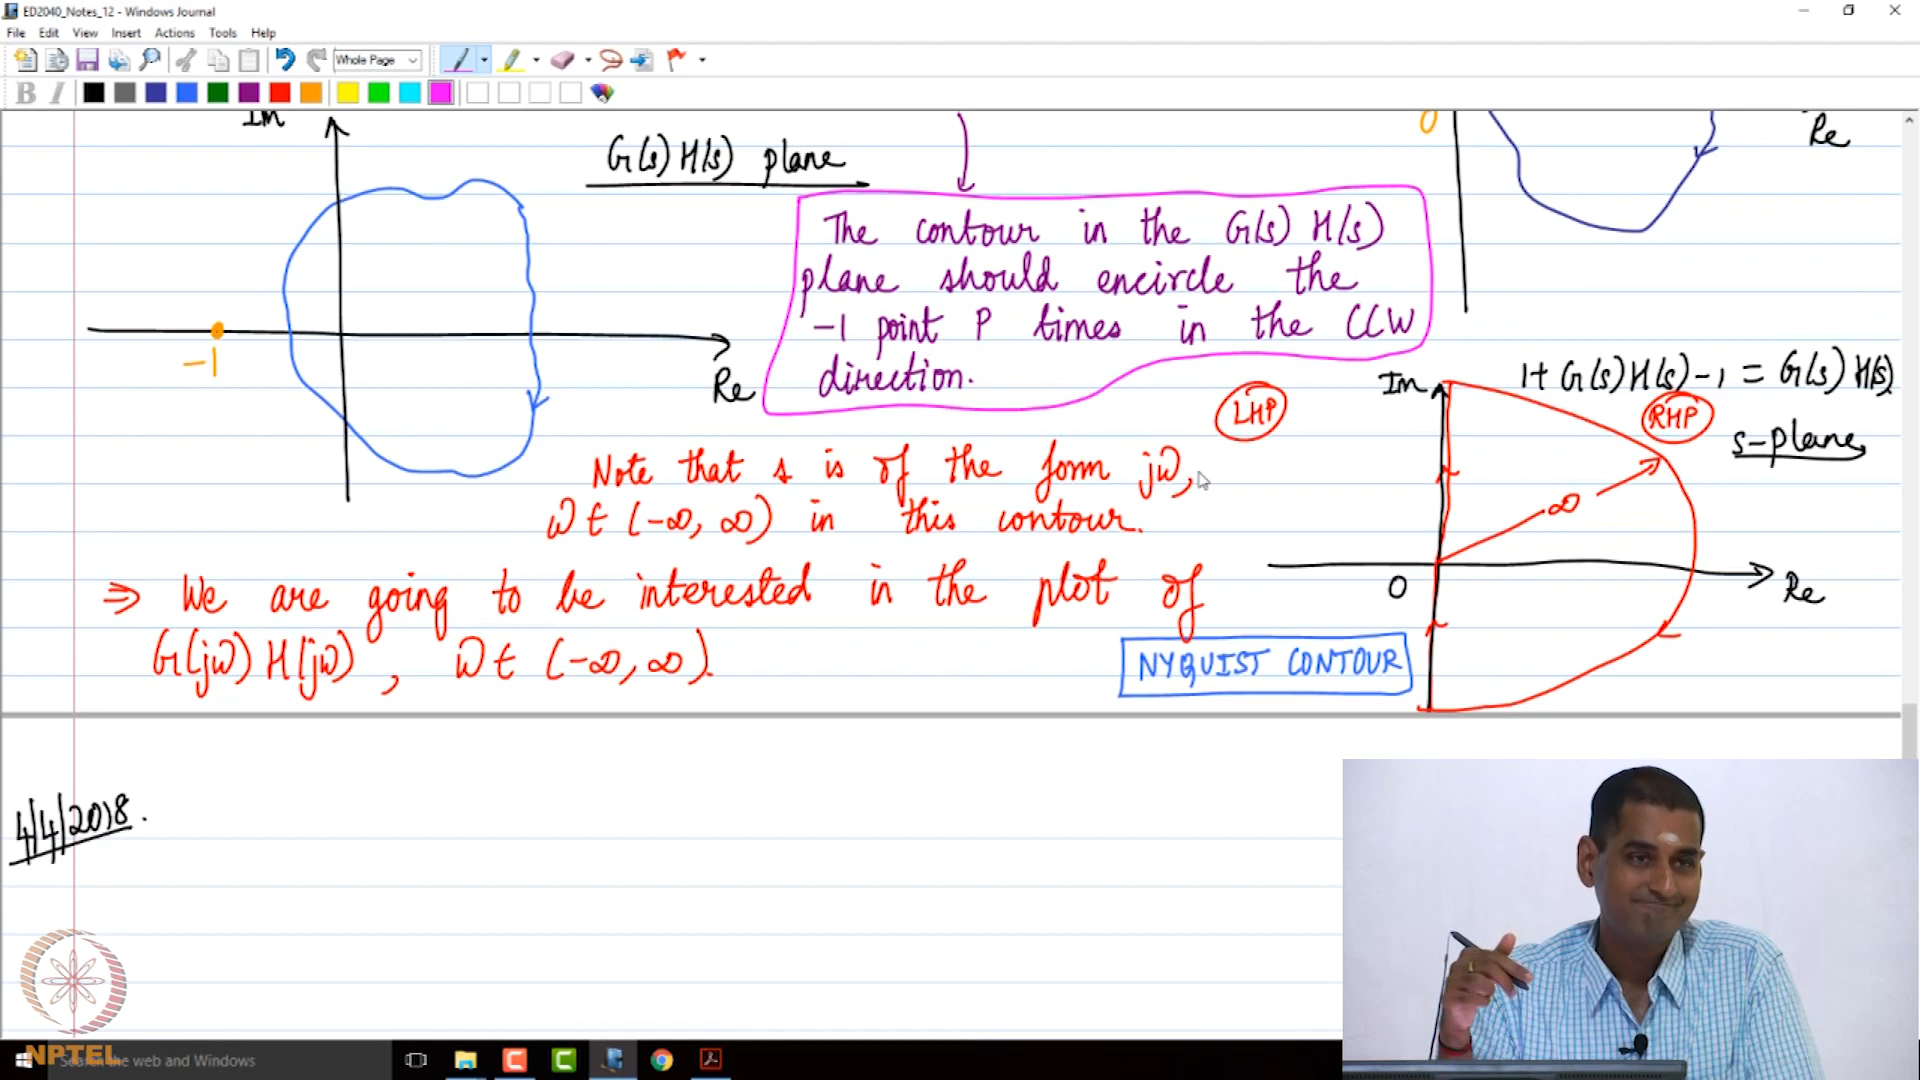 ED2040_Notes_12 - Windows Journal
File Edit View Insert Actions Tools Help
Whole Page
B I
Im
G(s) H(s) plane
-1
Re
0
Re
The contour in the G(s) H(s)
plane should encircle the
-1 point P times in the CCW
direction.
1+ G(s) H(s) -1 = G(s) H(s)
Im
LHP
RHP
s-plane
∞
0
Re
Note that s is of the form jω,
ω ∈ (-∞, ∞) in this contour.
⇒ We are going to be interested in the plot of
G(jω) H(jω), ω ∈ (-∞, ∞).
NYQUIST CONTOUR
4/4/2018.
NPTEL
Search the web and Windows